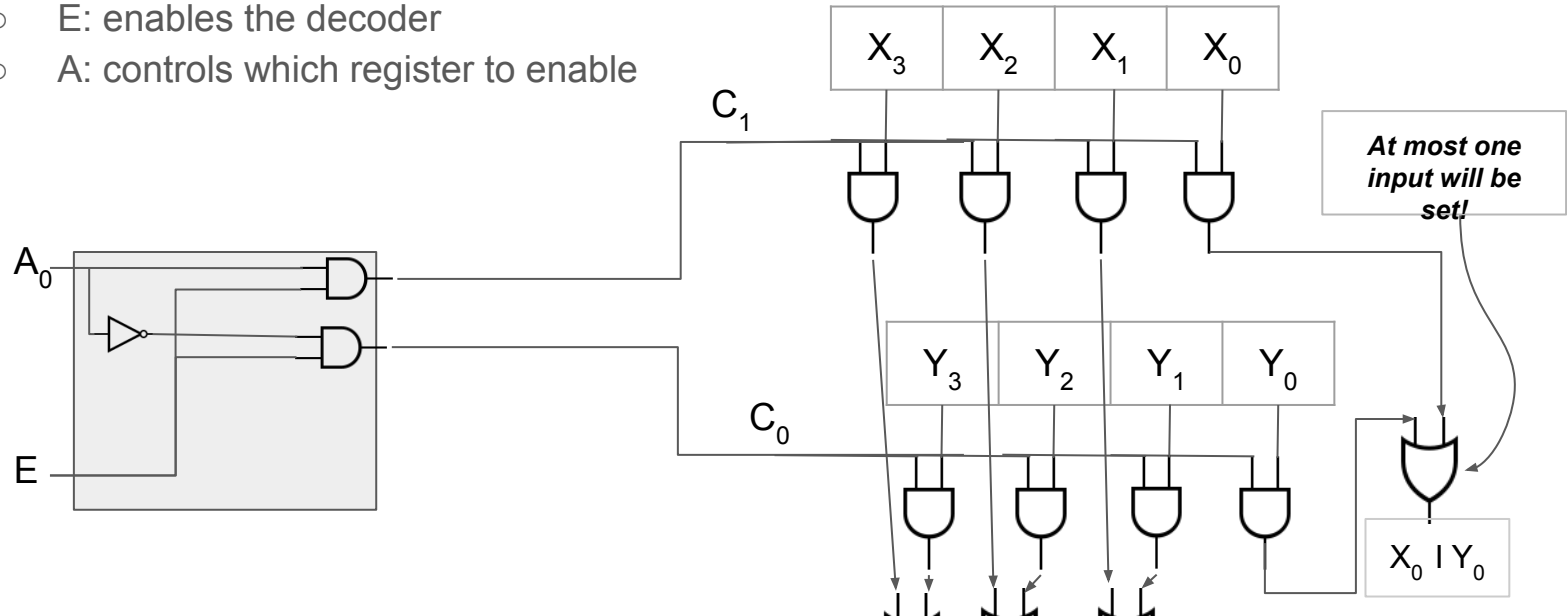 ○ E: enables the decoder
○ A: controls which register to enable
X₃ X₂ X₁ X₀
C₁
At most one
input will be
set!
A₀
Y₃ Y₂ Y₁ Y₀
C₀
E
X₀ I Y₀